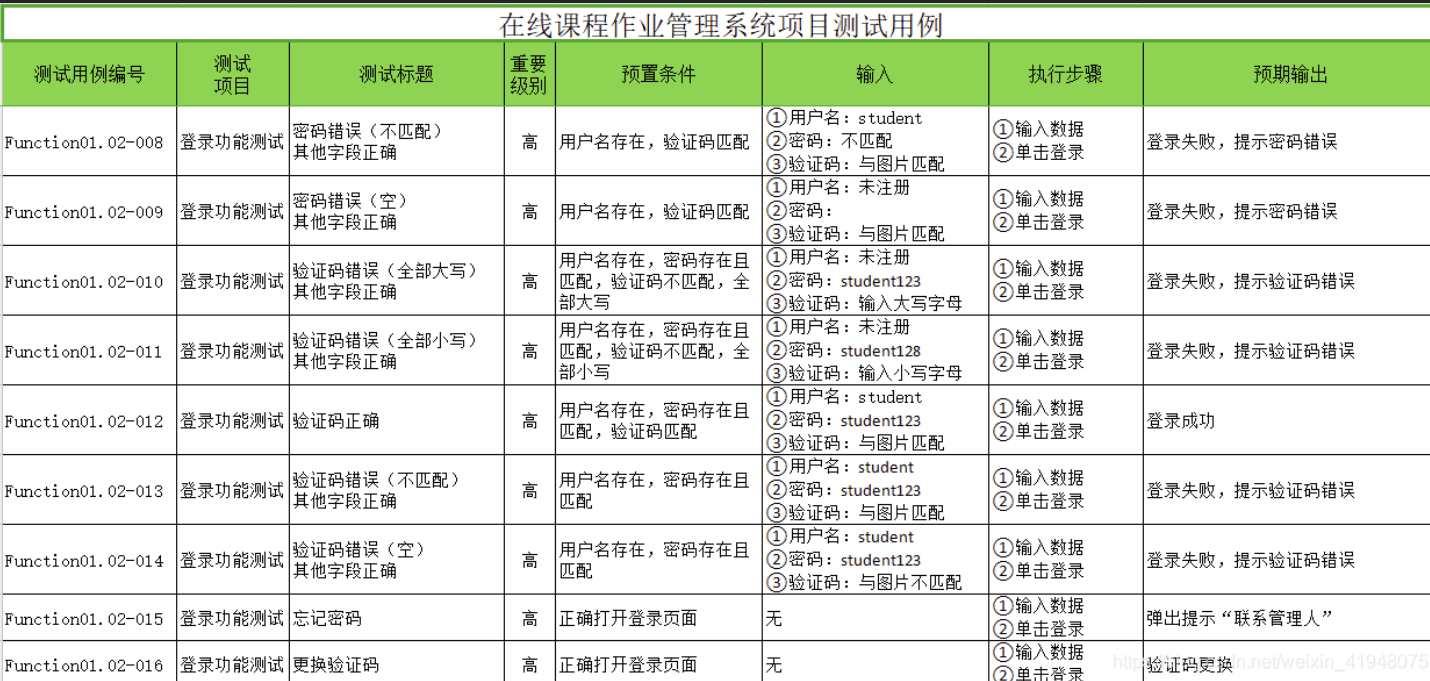 在线课程作业管理系统项目测试用例
测试用例编号
测试
项目
测试标题
重要
级别
预置条件
输入
执行步骤
预期输出
Function01.02-008
登录功能测试
密码错误（不匹配）
其他字段正确
高
用户名存在，验证码匹配
①用户名：student
②密码：不匹配
③验证码：与图片匹配
①输入数据
②单击登录
登录失败，提示密码错误
Function01.02-009
登录功能测试
密码错误（空）
其他字段正确
高
用户名存在，验证码匹配
①用户名：未注册
②密码：
③验证码：与图片匹配
①输入数据
②单击登录
登录失败，提示密码错误
Function01.02-010
登录功能测试
验证码错误（全部大写）
其他字段正确
高
用户名存在，密码存在且
匹配，验证码不匹配，全
部大写
①用户名：未注册
②密码：student123
③验证码：输入大写字母
①输入数据
②单击登录
登录失败，提示验证码错误
Function01.02-011
登录功能测试
验证码错误（全部小写）
其他字段正确
高
用户名存在，密码存在且
匹配，验证码不匹配，全
部小写
①用户名：未注册
②密码：student128
③验证码：输入小写字母
①输入数据
②单击登录
登录失败，提示验证码错误
Function01.02-012
登录功能测试
验证码正确
高
用户名存在，密码存在且
匹配，验证码匹配
①用户名：student
②密码：student123
③验证码：与图片匹配
①输入数据
②单击登录
登录成功
Function01.02-013
登录功能测试
验证码错误（不匹配）
其他字段正确
高
用户名存在，密码存在且
匹配
①用户名：student
②密码：student123
③验证码：与图片匹配
①输入数据
②单击登录
登录失败，提示验证码错误
Function01.02-014
登录功能测试
验证码错误（空）
其他字段正确
高
用户名存在，密码存在且
匹配
①用户名：student
②密码：student123
③验证码：与图片不匹配
①输入数据
②单击登录
登录失败，提示验证码错误
Function01.02-015
登录功能测试
忘记密码
高
正确打开登录页面
无
①输入数据
②单击登录
弹出提示“联系管理人”
Function01.02-016
登录功能测试
更换验证码
高
正确打开登录页面
无
①输入数据
②单击登录
验证码更换
dn.net/weixin_41948075